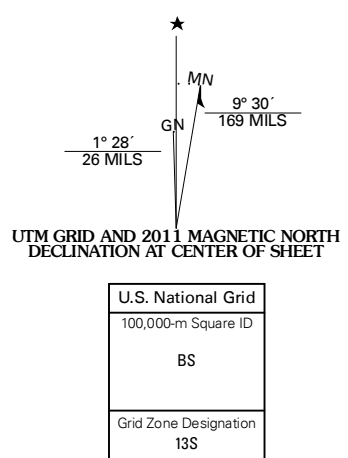 MN
9° 30´
169 MILS
GN
1° 28´
26 MILS
UTM GRID AND 2011 MAGNETIC NORTH
DECLINATION AT CENTER OF SHEET
U.S. National Grid
100,000-m Square ID
BS
Grid Zone Designation
13S